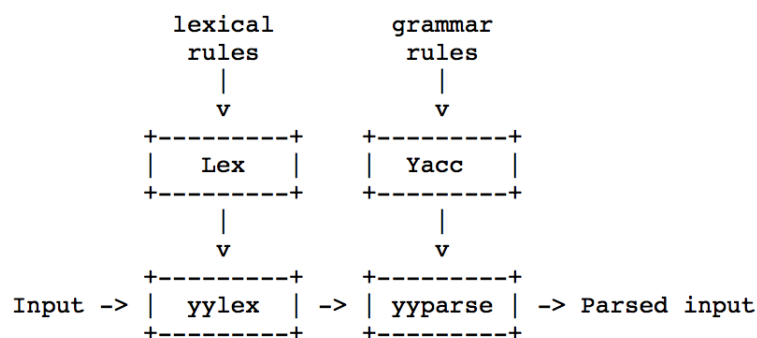 lexical grammar
rules rules
| |
v v
+---------+ +---------+
| Lex | | Yacc |
+---------+ +---------+
| |
v v
+---------+ +---------+
Input -> | yylex | -> | yyparse | -> Parsed input
+---------+ +---------+